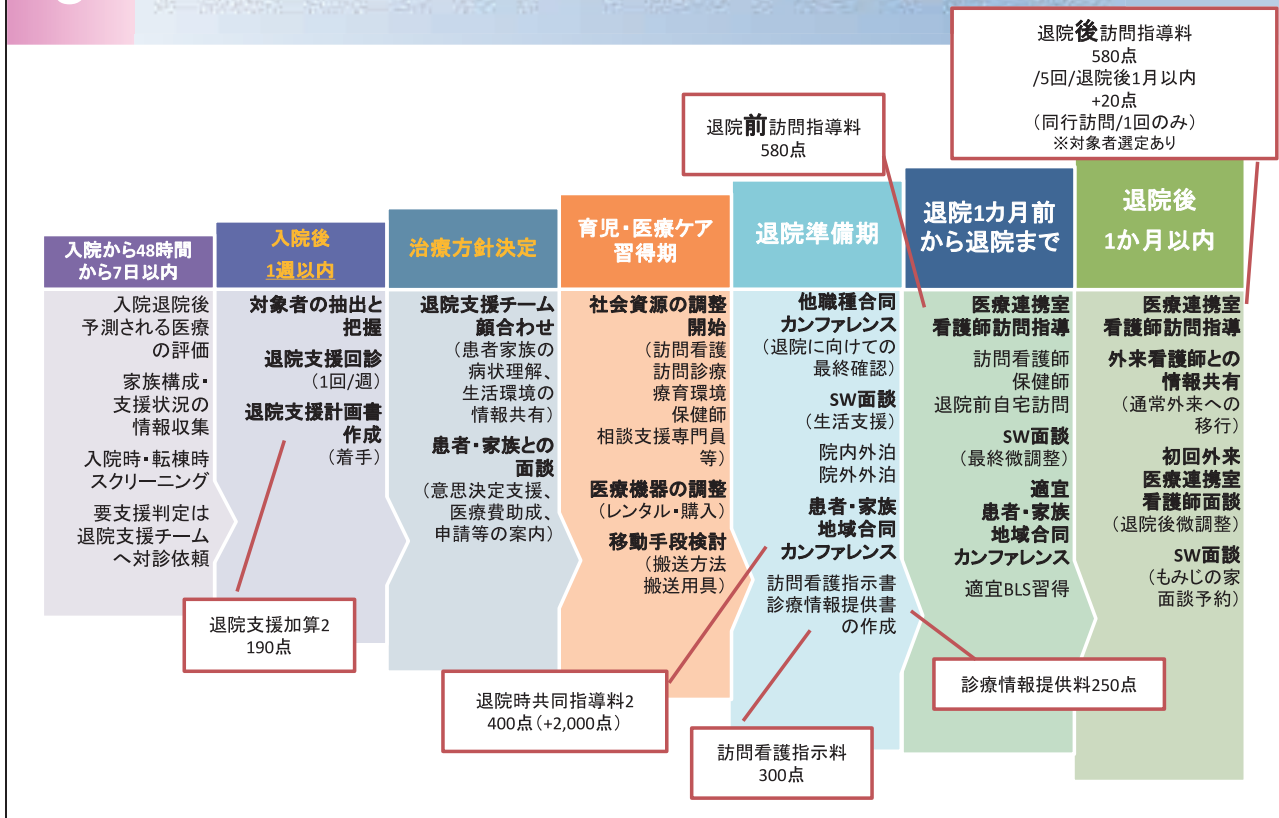 退院後訪問指導料
580点
/5回/退院後1月以内
+20点
(同行訪問/1回のみ)
※対象者選定あり
退院前訪問指導料
580点
入院から48時間
から7日以内
入院退院後
予測される医療
の評価
家族構成・
支援状況の
情報収集
入院時・転棟時
スクリーニング
要支援判定は
退院支援チーム
へ対診依頼
入院後
1週以内
対象者の抽出と
把握
退院支援回診
(1回/週)
退院支援計画書
作成
(着手)
退院支援加算2
190点
治療方針決定
退院支援チーム
顔合わせ
(患者家族の
病状理解、
生活環境の
情報共有)
患者・家族との
面談
(意思決定支援、
医療費助成、
申請等の案内)
育児・医療ケア
習得期
社会資源の調整
開始
(訪問看護
訪問診療
療育環境
保健師
相談支援専門員
等)
医療機器の調整
(レンタル・購入)
移動手段検討
(搬送方法
搬送用具)
退院準備期
他職種合同
カンファレンス
(退院に向けての
最終確認)
SW面談
(生活支援)
院内外泊
院外外泊
患者・家族
地域合同
カンファレンス
訪問看護指示書
診療情報提供書
の作成
退院時共同指導料2
400点(+2,000点)
訪問看護指示料
300点
診療情報提供料250点
退院1カ月前
から退院まで
医療連携室
看護師訪問指導
訪問看護師
保健師
退院前自宅訪問
SW面談
(最終微調整)
適宜
患者・家族
地域合同
カンファレンス
適宜BLS習得
退院後
1か月以内
医療連携室
看護師訪問指導
外来看護師との
情報共有
(通常外来への
移行)
初回外来
医療連携室
看護師面談
(退院後微調整)
SW面談
(もみじの家
面談予約)